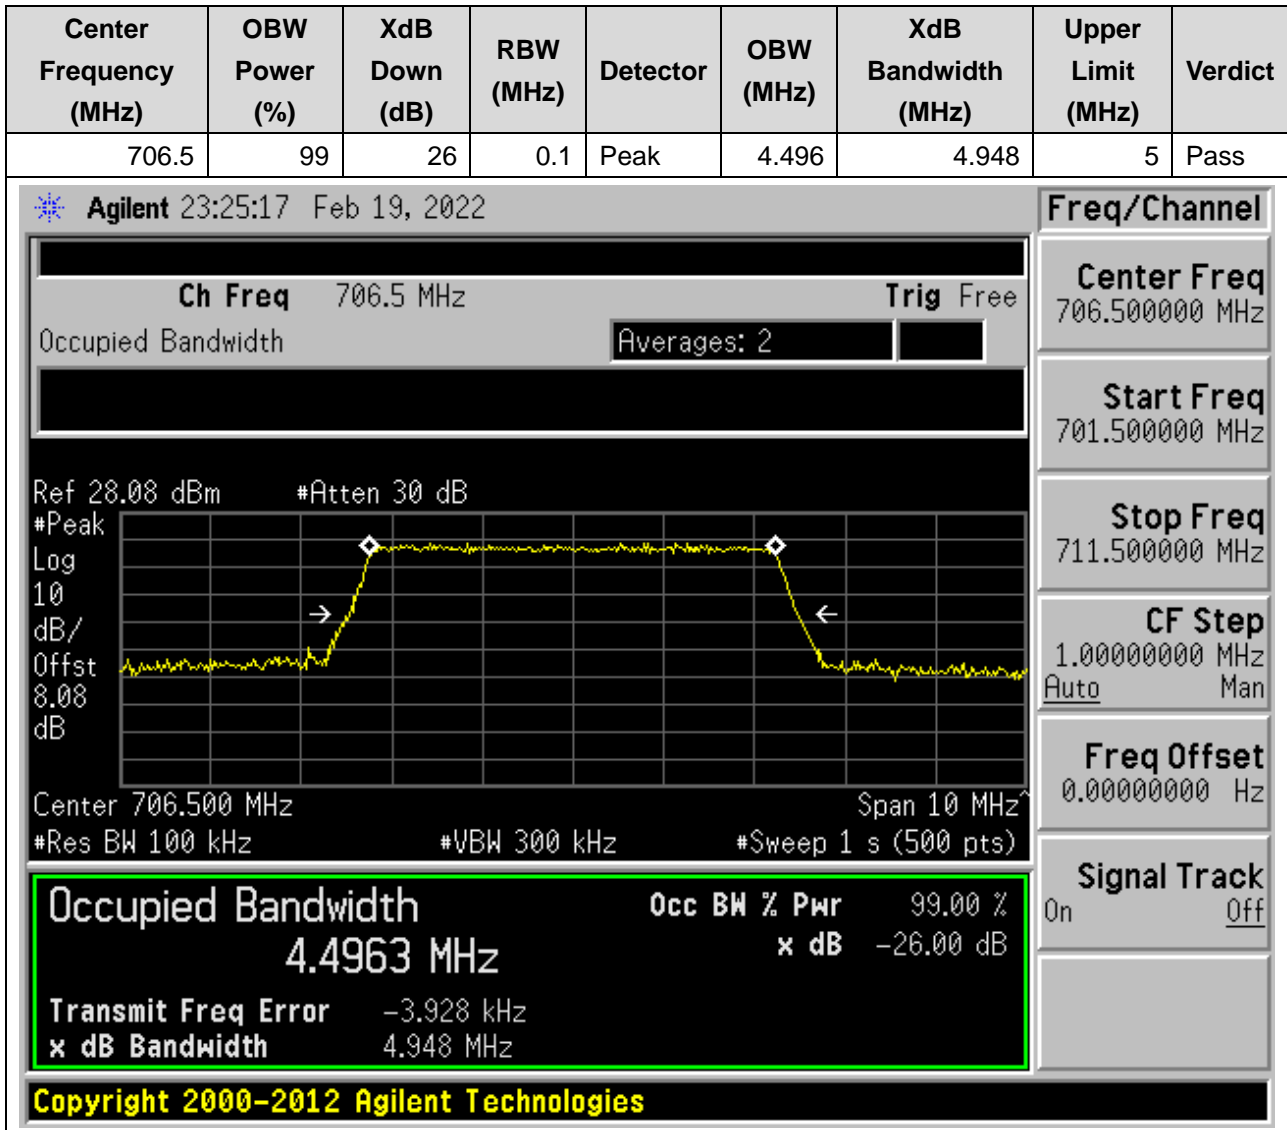 Center Frequency (MHz) OBW Power (%) XdB Down (dB) RBW (MHz) Detector OBW (MHz) XdB Bandwidth (MHz) Upper Limit (MHz) Verdict
706.5 99 26 0.1 Peak 4.496 4.948 5 Pass
Agilent 23:25:17 Feb 19, 2022
Freq/Channel
Ch Freq 706.5 MHz Trig Free
Occupied Bandwidth Averages: 2
Ref 28.08 dBm #Atten 30 dB
#Peak
Log
10
dB/
Offst
8.08
dB
Center 706.500 MHz Span 10 MHz^
#Res BW 100 kHz #VBW 300 kHz #Sweep 1 s (500 pts)
Occupied Bandwidth Occ BW % Pwr 99.00 %
4.4963 MHz x dB -26.00 dB
Transmit Freq Error -3.928 kHz
x dB Bandwidth 4.948 MHz
Center Freq
706.500000 MHz
Start Freq
701.500000 MHz
Stop Freq
711.500000 MHz
CF Step
1.00000000 MHz
Auto Man
Freq Offset
0.00000000 Hz
Signal Track
On Off
Copyright 2000-2012 Agilent Technologies